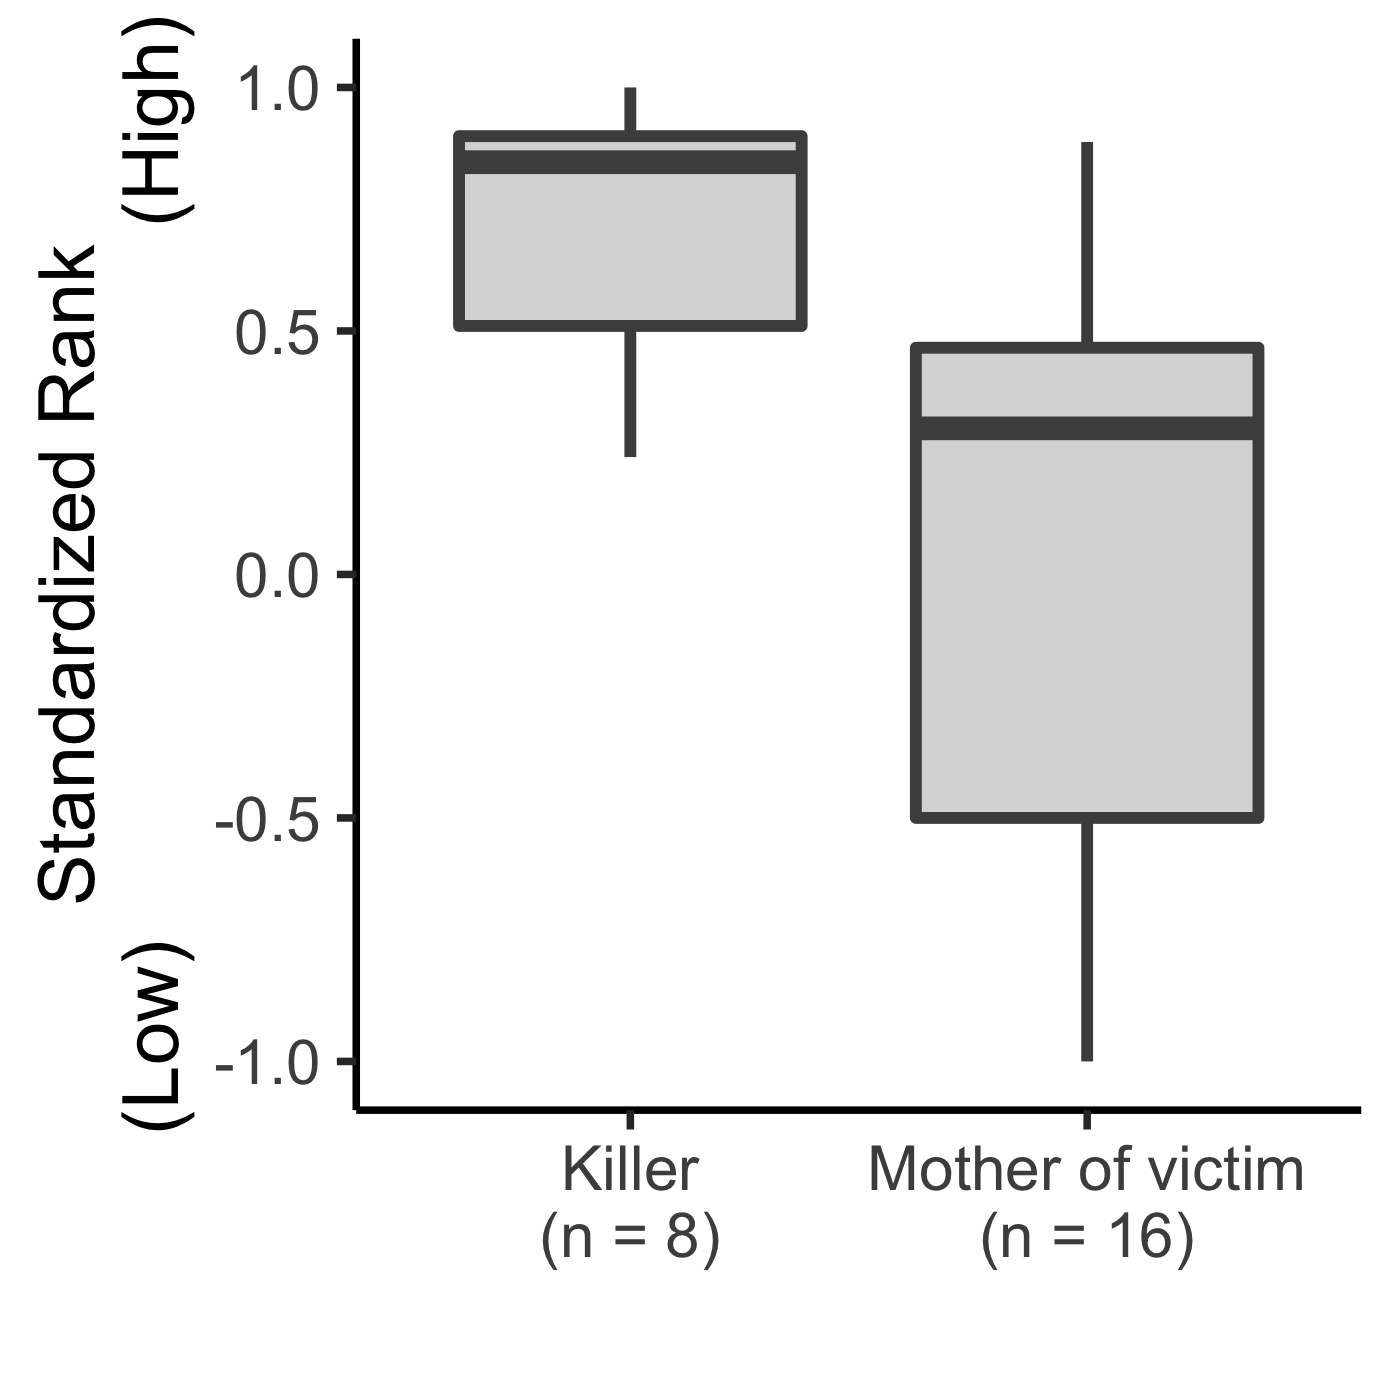 Standardized Rank
(Low) (High)
1.0
0.5
0.0
-0.5
-1.0
Killer
(n = 8)
Mother of victim
(n = 16)